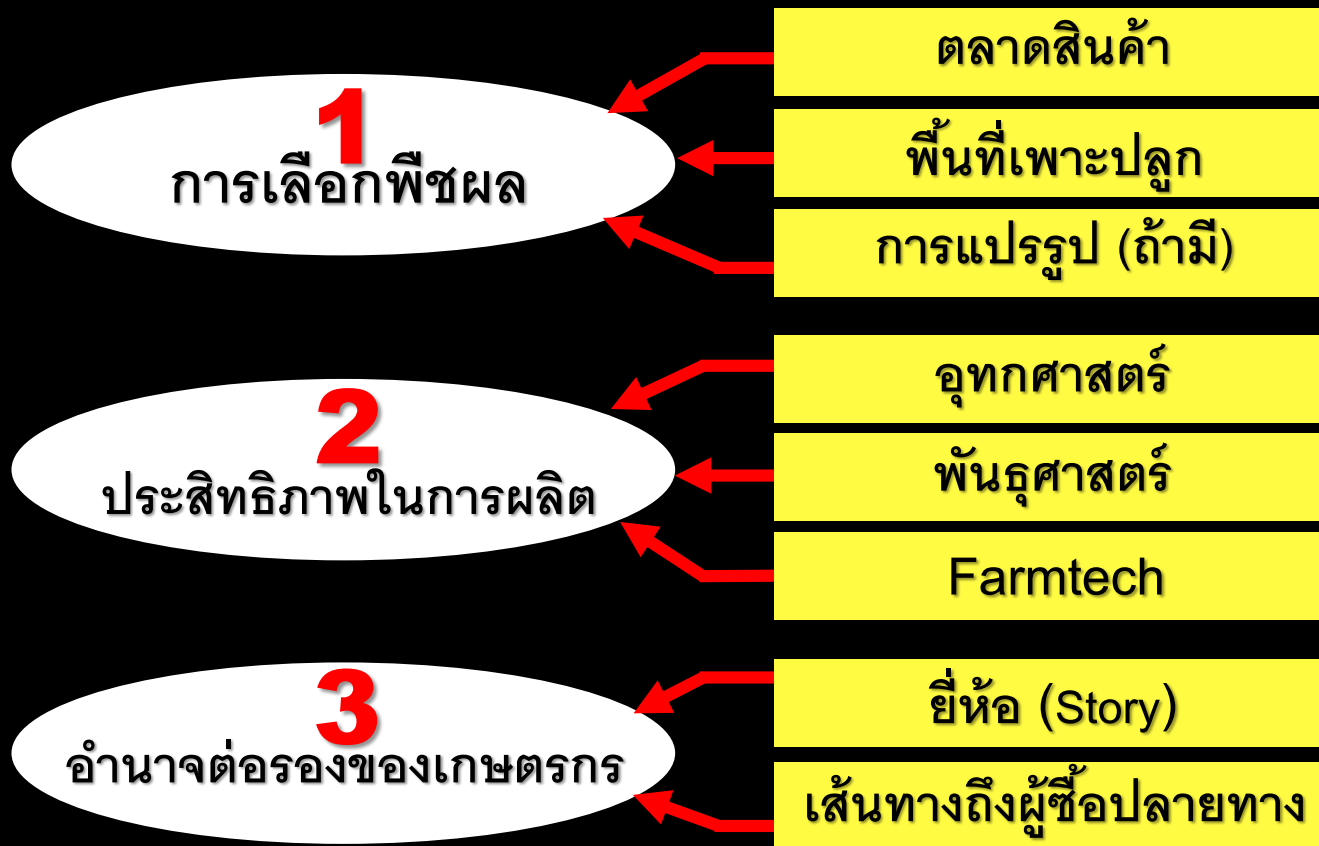 1
การเลือกพืชผล
ตลาดสินค้า
พื้นที่เพาะปลูก
การแปรรูป (ถ้ามี)
2
ประสิทธิภาพในการผลิต
อุทกศาสตร์
พันธุศาสตร์
Farmtech
3
อำนาจต่อรองของเกษตรกร
ยี่ห้อ (Story)
เส้นทางถึงผู้ซื้อปลายทาง